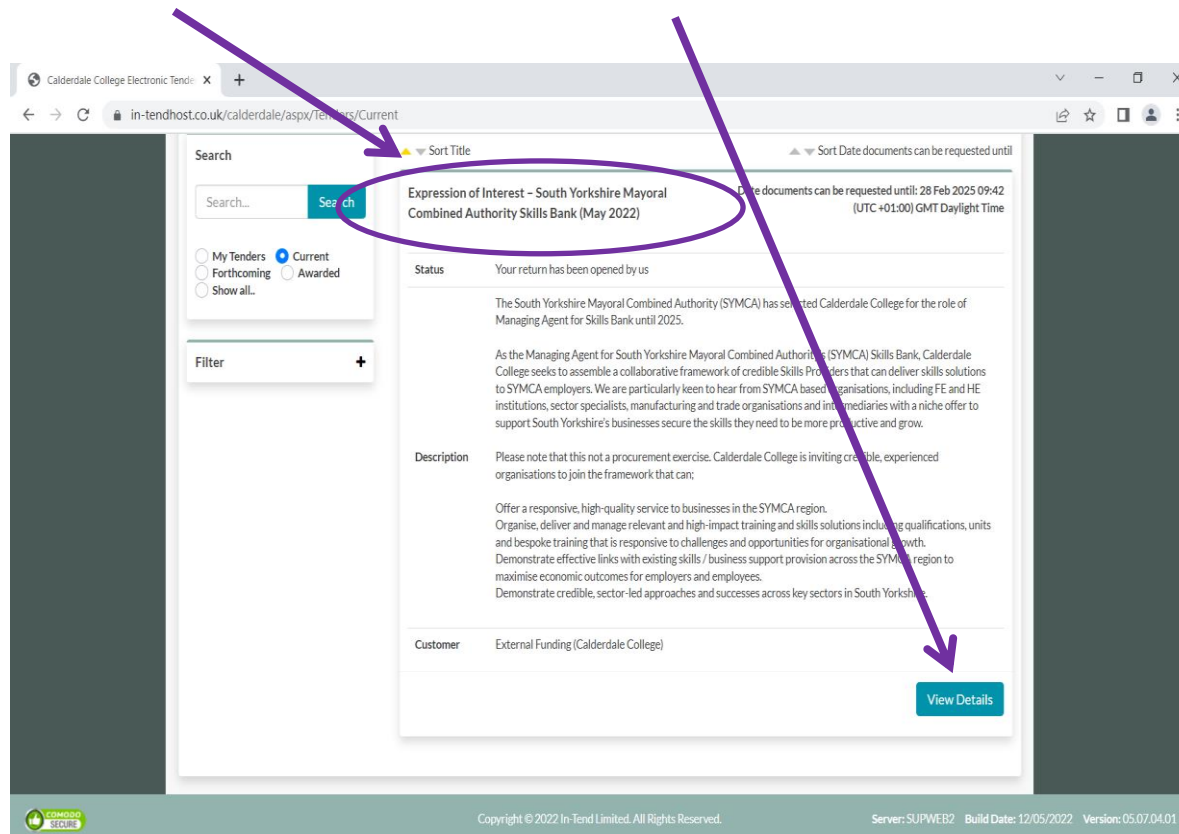 Calderdale College Electronic Tende
in-tendhost.co.uk/calderdale/aspx/Tenders/Current
Search
Search...
Search
My Tenders
Current
Forthcoming
Awarded
Show all..
Filter
Sort Title
Sort Date documents can be requested until
Expression of Interest – South Yorkshire Mayoral
Combined Authority Skills Bank (May 2022)
Date documents can be requested until: 28 Feb 2025 09:42
(UTC +01:00) GMT Daylight Time
Status
Your return has been opened by us
Description
The South Yorkshire Mayoral Combined Authority (SYMCA) has selected Calderdale College for the role of
Managing Agent for Skills Bank until 2025.
As the Managing Agent for South Yorkshire Mayoral Combined Authority's (SYMCA) Skills Bank, Calderdale
College seeks to assemble a collaborative framework of credible Skills Providers that can deliver skills solutions
to SYMCA employers. We are particularly keen to hear from SYMCA based organisations, including FE and HE
institutions, sector specialists, manufacturing and trade organisations and intermediaries with a niche offer to
support South Yorkshire's businesses secure the skills they need to be more productive and grow.
Please note that this not a procurement exercise. Calderdale College is inviting credible, experienced
organisations to join the framework that can;
Offer a responsive, high-quality service to businesses in the SYMCA region.
Organise, deliver and manage relevant and high-impact training and skills solutions including qualifications, units
and bespoke training that is responsive to challenges and opportunities for organisational growth.
Demonstrate effective links with existing skills / business support provision across the SYMCA region to
maximise economic outcomes for employers and employees.
Demonstrate credible, sector-led approaches and successes across key sectors in South Yorkshire.
Customer
External Funding (Calderdale College)
View Details
COMODO
SECURE
Copyright © 2022 In-Tend Limited. All Rights Reserved.
Server: SUPWEB2 Build Date: 12/05/2022 Version: 05.07.04.01